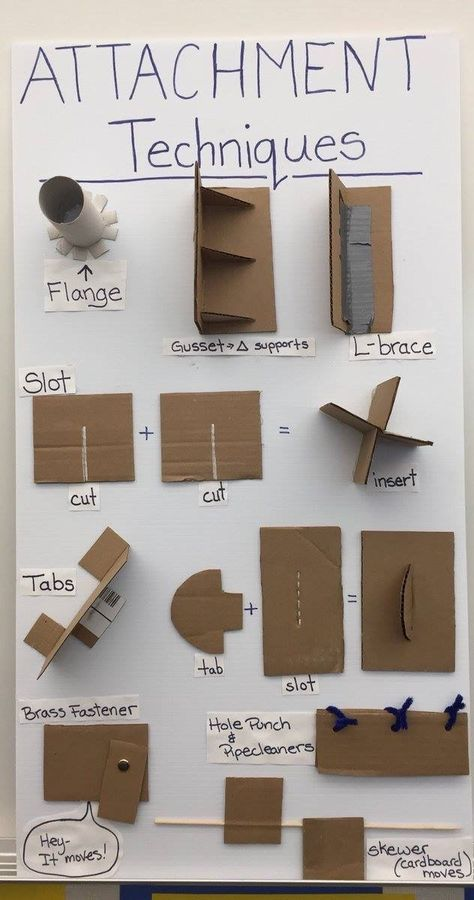 ATTACHMENT
Techniques
↑
Flange
Gusset → △ supports
L-brace
Slot
+
=
cut
cut
insert
Tabs
+
=
tab
slot
Brass Fastener
Hole Punch
&
Pipecleaners
Hey-
It moves!
skewer
(cardboard
moves)